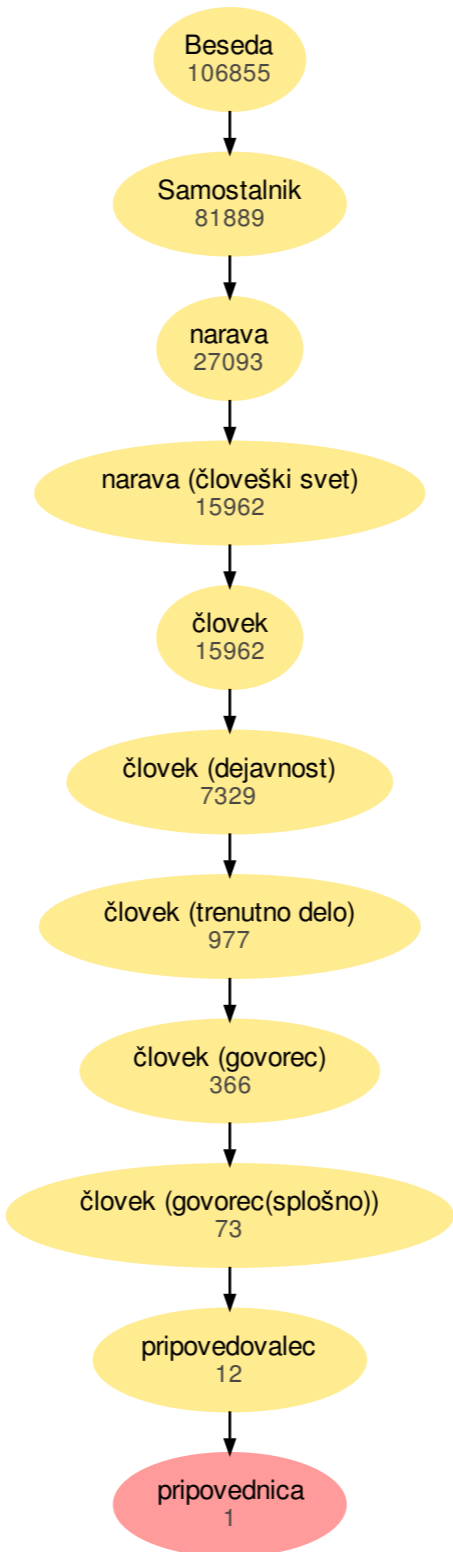 Beseda
106855
Samostalnik
81889
narava
27093
narava (človeški svet)
15962
človek
15962
človek (dejavnost)
7329
človek (trenutno delo)
977
človek (govorec)
366
človek (govorec(splošno))
73
pripovedovalec
12
pripovednica
1